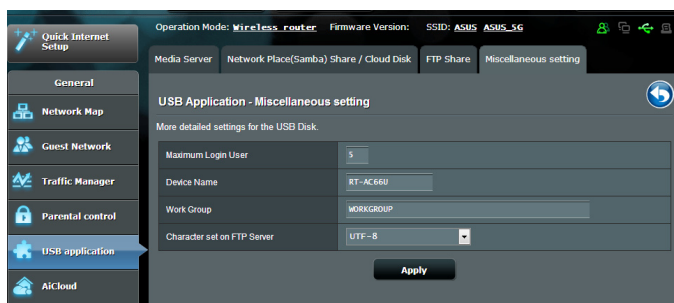 Quick Internet
Setup
Operation Mode: Wireless router Firmware Version: SSID: ASUS ASUS_5G
Media Server Network Place(Samba) Share / Cloud Disk FTP Share Miscellaneous setting
General
Network Map
Guest Network
Traffic Manager
Parental control
USB application
AiCloud
USB Application - Miscellaneous setting
More detailed settings for the USB Disk.
Maximum Login User 5
Device Name RT-AC66U
Work Group WORKGROUP
Character set on FTP Server UTF-8
Apply